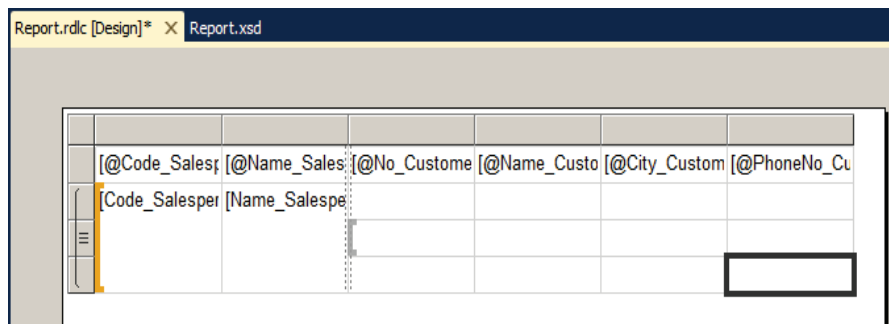 Report.rdlc [Design]* X Report.xsd
[@Code_Salesp [@Name_Sales [@No_Custome [@Name_Custo [@City_Custom [@PhoneNo_Cu
[Code_Salesper [Name_Salespe